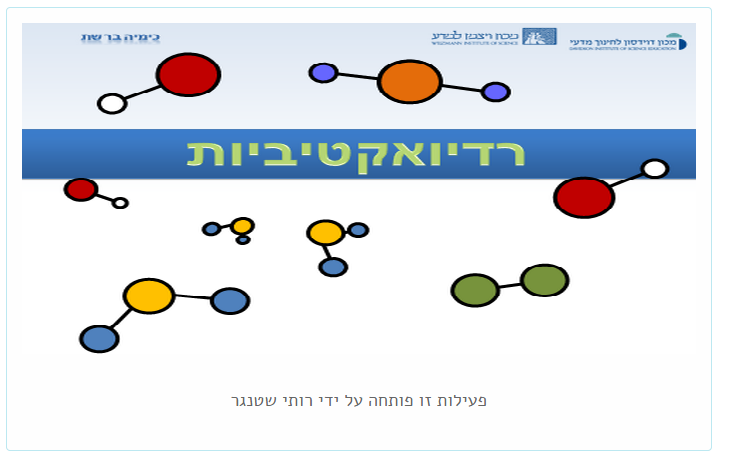 מכון דוידסון לחינוך מדעי
DAVIDSON INSTITUTE OF SCIENCE EDUCATION
מכון ויצמן למדע
WEIZMANN INSTITUTE OF SCIENCE
כימיה ברשת
רדיואקטיביות
פעילות זו פותחה על ידי רותי שטנגר